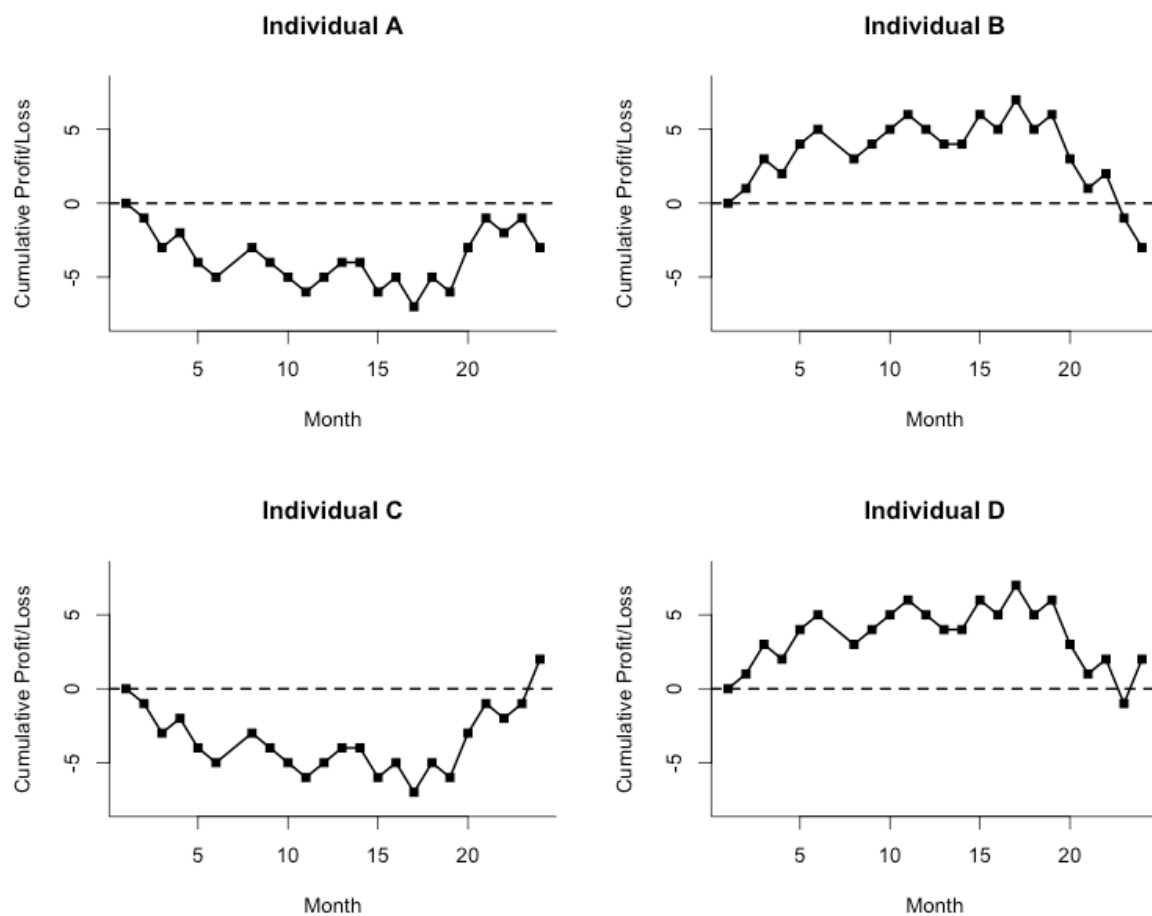 Individual A
Cumulative Profit/Loss
5
0
-5
5 10 15 20
Month
Individual B
Cumulative Profit/Loss
5
0
-5
5 10 15 20
Month
Individual C
Cumulative Profit/Loss
5
0
-5
5 10 15 20
Month
Individual D
Cumulative Profit/Loss
5
0
-5
5 10 15 20
Month